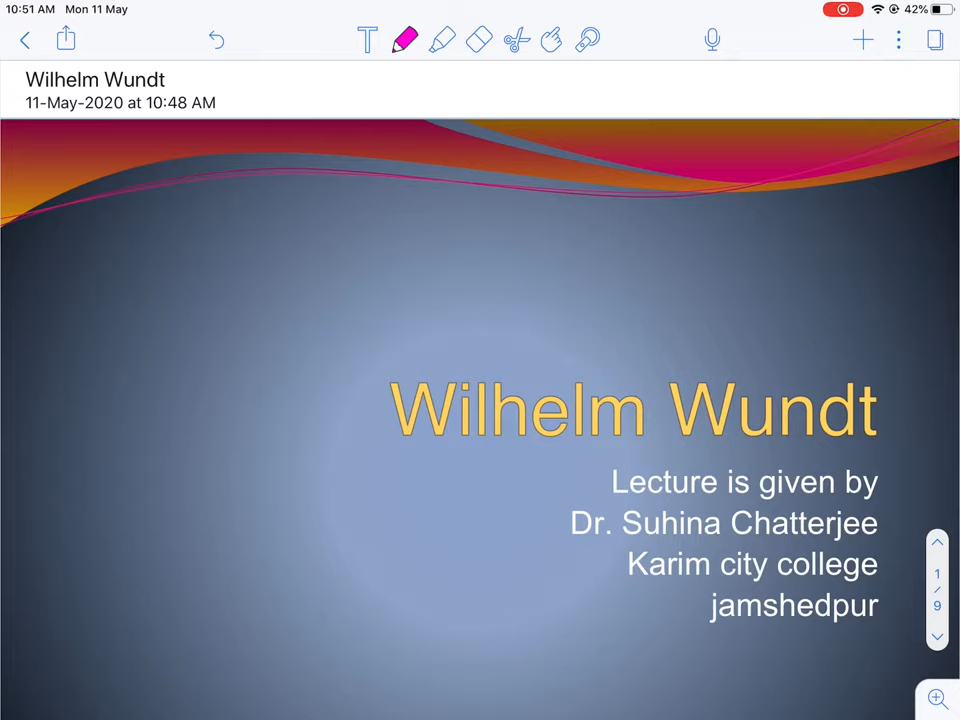 10:51 AM Mon 11 May
42%
T
Wilhelm Wundt
11-May-2020 at 10:48 AM
Wilhelm Wundt
Lecture is given by
Dr. Suhina Chatterjee
Karim city college
jamshedpur
1
/
9